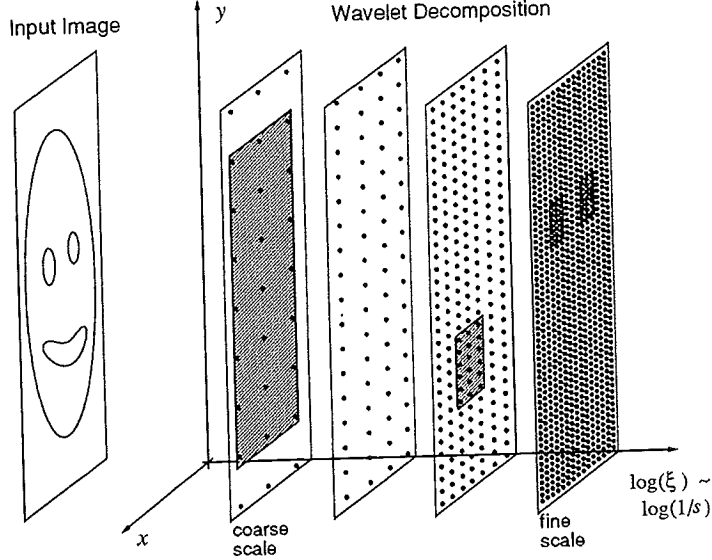 Input Image
y
Wavelet Decomposition
x
coarse
scale
fine
scale
log(ξ) ~
log(1/s)